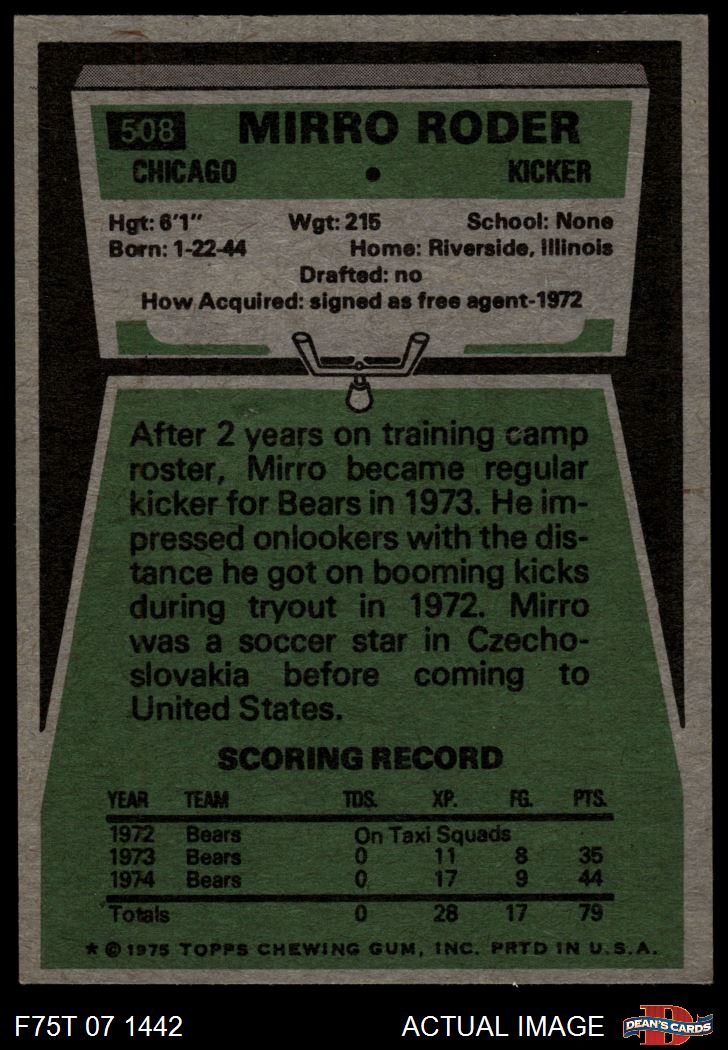 508 MIRRO RODER
CHICAGO • KICKER
Hgt: 6'1" Wgt: 215 School: None
Born: 1-22-44 Home: Riverside, Illinois
Drafted: no
How Acquired: signed as free agent-1972
After 2 years on training camp
roster, Mirro became regular
kicker for Bears in 1973. He im-
pressed onlookers with the dis-
tance he got on booming kicks
during tryout in 1972. Mirro
was a soccer star in Czecho-
slovakia before coming to
United States.
SCORING RECORD
YEAR TEAM TDS. XP. FG. PTS.
1972 Bears On Taxi Squads
1973 Bears 0 11 8 35
1974 Bears 0 17 9 44
Totals 0 28 17 79
* © 1975 TOPPS CHEWING GUM, INC. PRTD IN U.S.A.
F75T 07 1442 ACTUAL IMAGE D DEAN'S CARDS